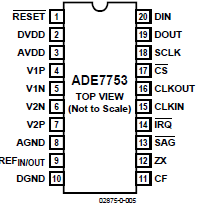 RESET 1 20 DIN
DVDD 2 19 DOUT
AVDD 3 18 SCLK
V1P 4 17 CS
V1N 5 16 CLKOUT
V2N 6 15 CLKIN
V2P 7 14 IRQ
AGND 8 13 SAG
REFIN/OUT 9 12 ZX
DGND 10 11 CF
ADE7753
TOP VIEW
(Not to Scale)
02875-0-005